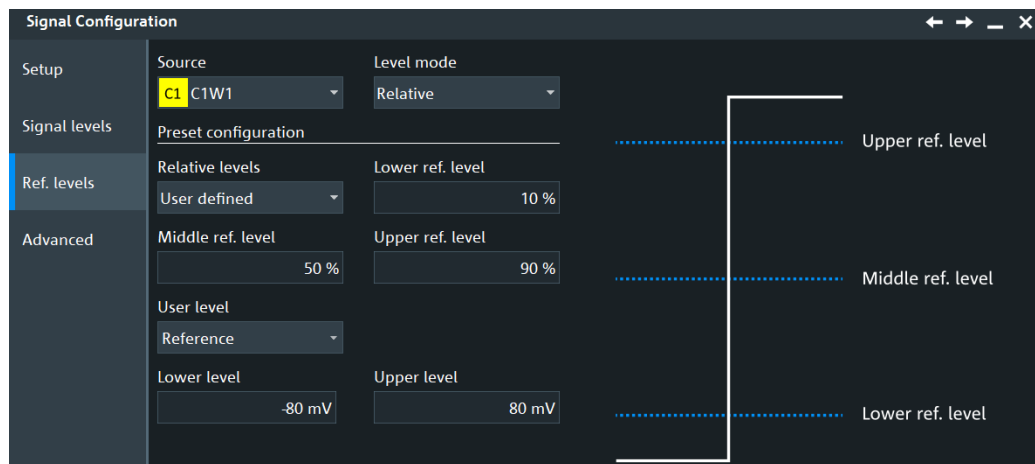 Signal Configuration
Setup
Signal levels
Ref. levels
Advanced
Source
Level mode
C1 C1W1
Relative
Preset configuration
Relative levels
Lower ref. level
User defined
10 %
Middle ref. level
Upper ref. level
50 %
90 %
User level
Reference
Lower level
Upper level
-80 mV
80 mV
Upper ref. level
Middle ref. level
Lower ref. level